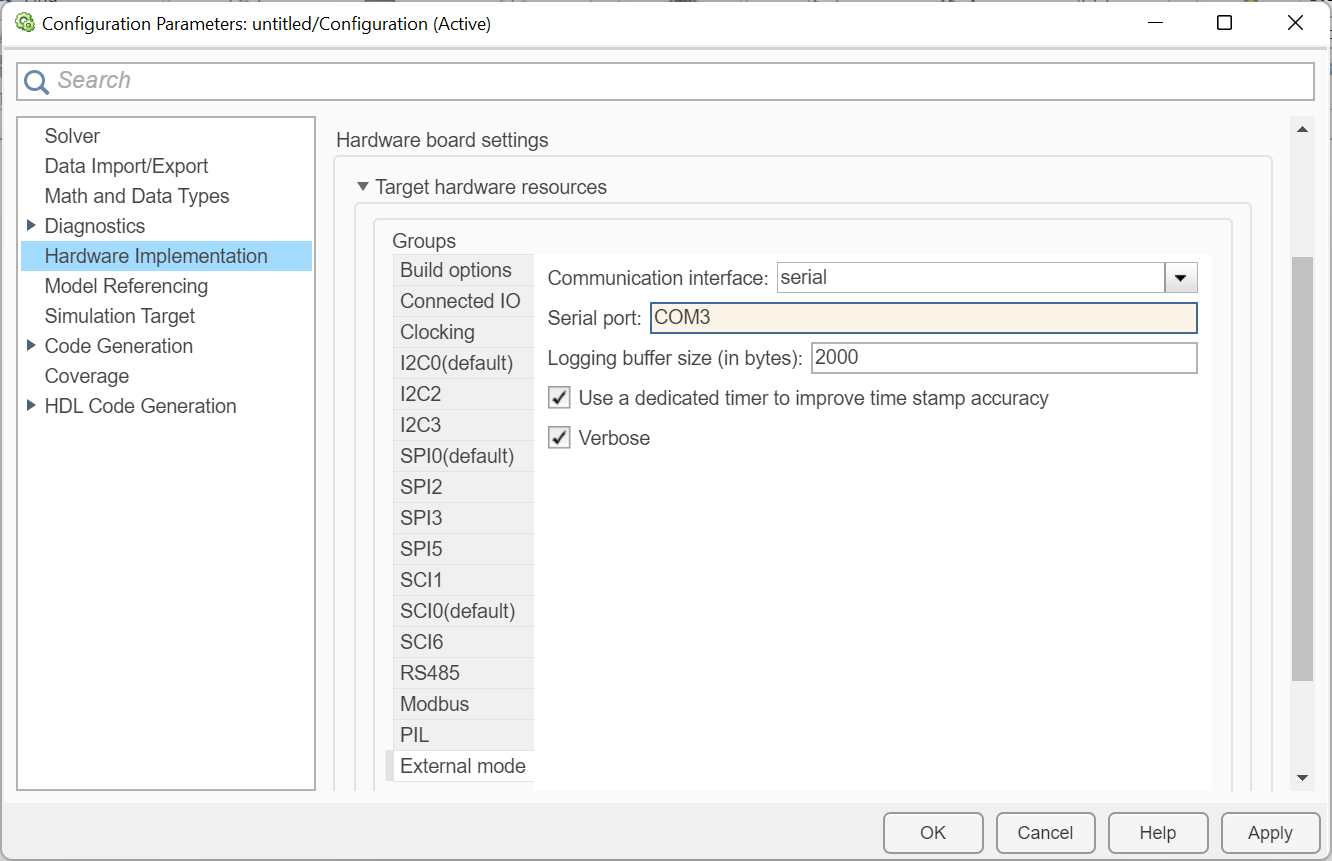 Configuration Parameters: untitled/Configuration (Active)
Search
Solver
Data Import/Export
Math and Data Types
Diagnostics
Hardware Implementation
Model Referencing
Simulation Target
Code Generation
Coverage
HDL Code Generation
Hardware board settings
Target hardware resources
Groups
Build options
Connected IO
Clocking
I2C0(default)
I2C2
I2C3
SPI0(default)
SPI2
SPI3
SPI5
SCI1
SCI0(default)
SCI6
RS485
Modbus
PIL
External mode
Communication interface: serial
Serial port: COM3
Logging buffer size (in bytes): 2000
Use a dedicated timer to improve time stamp accuracy
Verbose
OK Cancel Help Apply